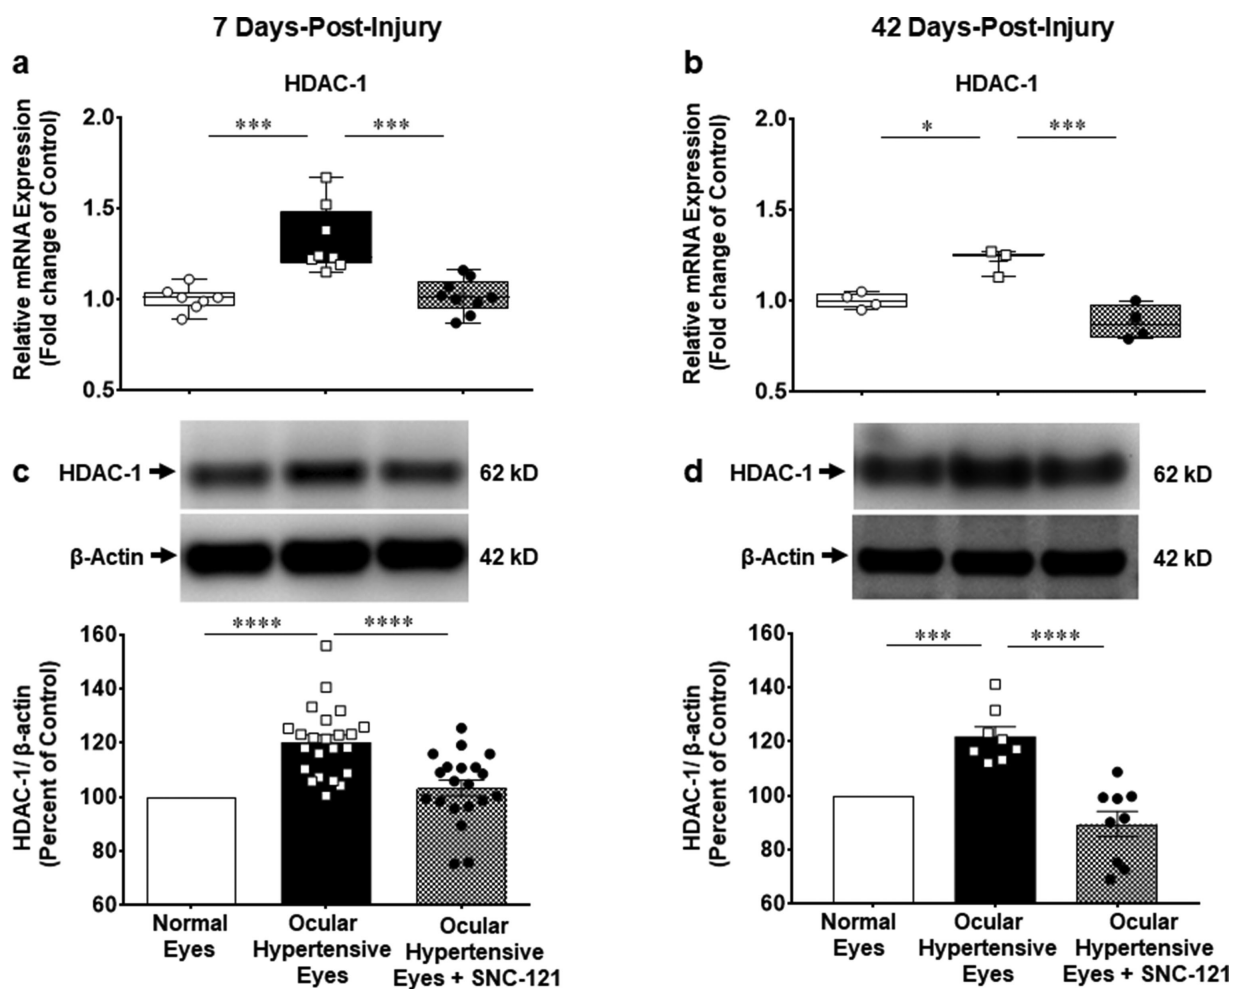 7 Days-Post-Injury
42 Days-Post-Injury
a
HDAC-1
Relative mRNA Expression
(Fold change of Control)
2.0
1.5
1.0
0.5
***
***
b
HDAC-1
Relative mRNA Expression
(Fold change of Control)
2.0
1.5
1.0
0.5
*
***
c
HDAC-1
62 kD
β-Actin
42 kD
HDAC-1/ β-actin
(Percent of Control)
160
140
120
100
80
60
****
****
Normal
Eyes
Ocular
Hypertensive
Eyes
Ocular
Hypertensive
Eyes + SNC-121
d
HDAC-1
62 kD
β-Actin
42 kD
HDAC-1/ β-actin
(Percent of Control)
160
140
120
100
80
60
***
****
Normal
Eyes
Ocular
Hypertensive
Eyes
Ocular
Hypertensive
Eyes + SNC-121